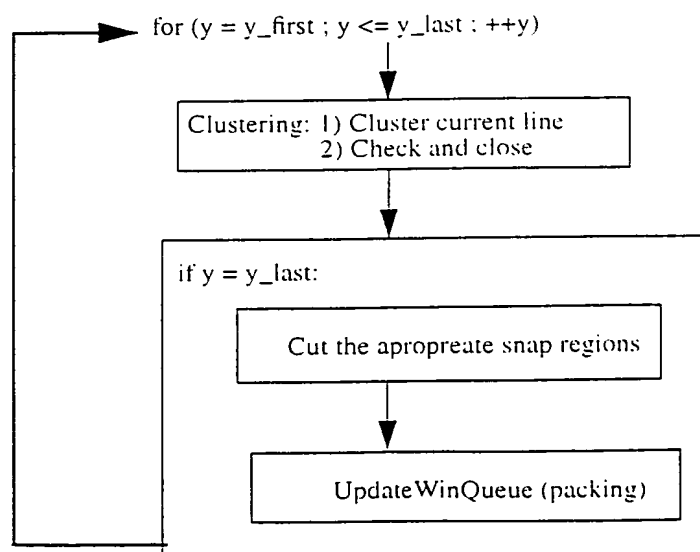 for (y = y_first ; y <= y_last ; ++y)
Clustering: 1) Cluster current line
2) Check and close
if y = y_last:
Cut the apropreate snap regions
UpdateWinQueue (packing)